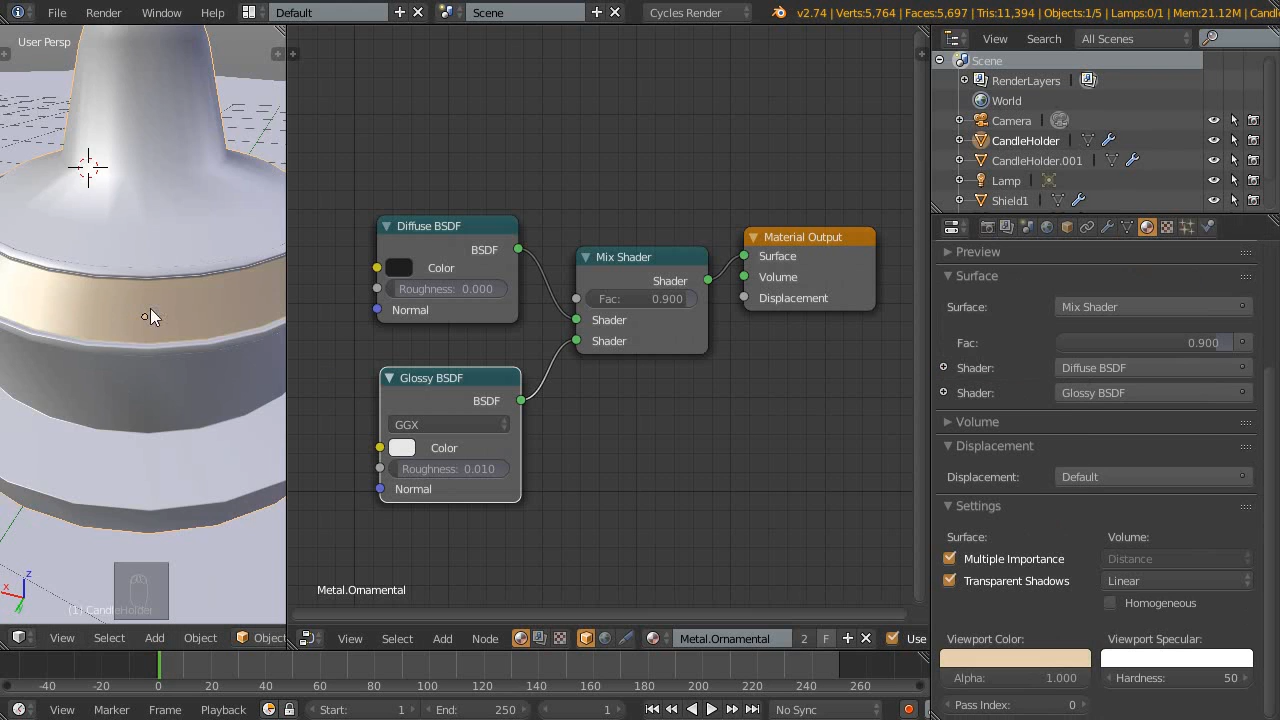 File Render Window Help Default Scene Cycles Render v2.74 | Verts:5,764 | Faces:5,697 | Tris:11,394 | Objects:1/5 | Lamps:0/1 | Mem:21.12M |
User Persp
View Search All Scenes
Scene
RenderLayers
World
Camera
CandleHolder
CandleHolder.001
Lamp
Shield1
Diffuse BSDF
BSDF
Color
Roughness: 0.000
Normal
Mix Shader
Shader
Fac: 0.900
Shader
Shader
Material Output
Surface
Volume
Displacement
Glossy BSDF
BSDF
GGX
Color
Roughness: 0.010
Normal
Metal.Ornamental
Preview
Surface
Surface: Mix Shader
Fac: 0.900
Shader: Diffuse BSDF
Shader: Glossy BSDF
Volume
Displacement
Displacement: Default
Settings
Surface: Volume:
Multiple Importance Distance
Transparent Shadows Linear
Homogeneous
Viewport Color: Viewport Specular:
Alpha: 1.000 Hardness: 50
Pass Index: 0
z
x
(1) CandleHolder
View Select Add Object Object
View Select Add Node Metal.Ornamental 2 F Use
-40 -20 0 20 40 60 80 100 120 140 160 180 200 220 240 260
View Marker Frame Playback Start: 1 End: 250 1 No Sync